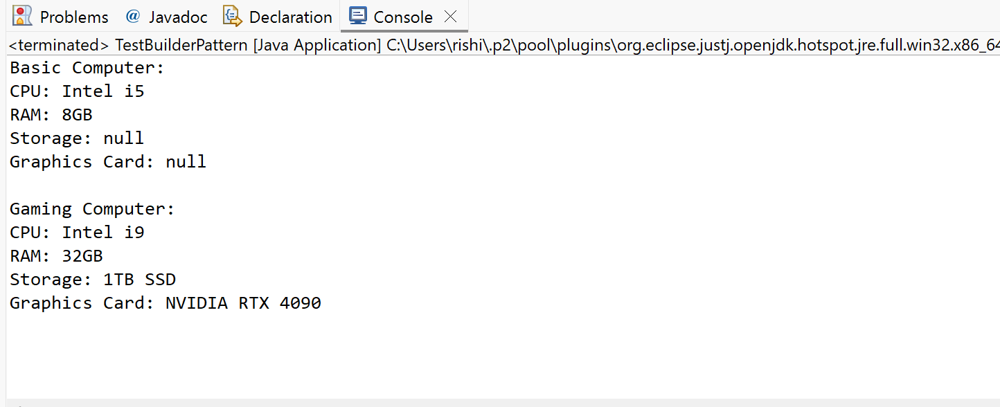 Problems @ Javadoc Declaration Console
<terminated> TestBuilderPattern [Java Application] C:\Users\rishi\.p2\pool\plugins\org.eclipse.justj.openjdk.hotspot.jre.full.win32.x86_64
Basic Computer:
CPU: Intel i5
RAM: 8GB
Storage: null
Graphics Card: null
Gaming Computer:
CPU: Intel i9
RAM: 32GB
Storage: 1TB SSD
Graphics Card: NVIDIA RTX 4090